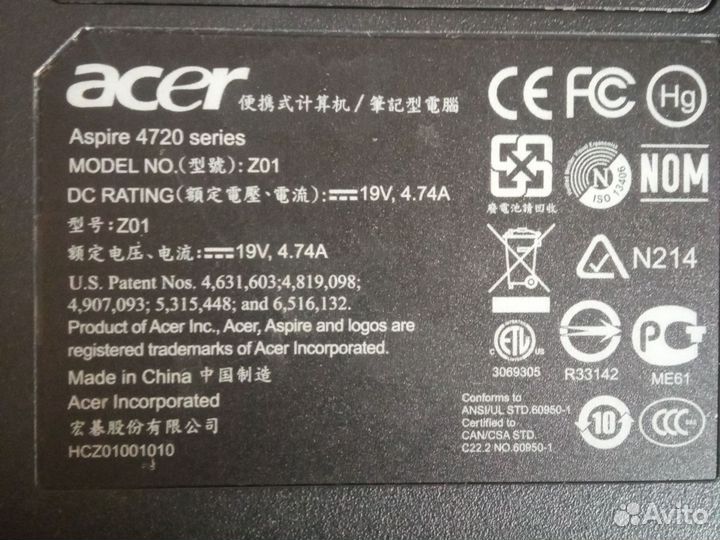 acer 便携式计算机/筆記型電腦
Aspire 4720 series
MODEL NO.(型號): Z01
DC RATING(額定電壓、電流): 19V, 4.74A
型号: Z01
额定电压、电流: 19V, 4.74A
U.S. Patent Nos. 4,631,603;4,819,098;
4,907,093; 5,315,448; and 6,516,132.
Product of Acer Inc., Acer, Aspire and logos are
registered trademarks of Acer Incorporated.
Made in China 中国制造
Acer Incorporated
宏碁股份有限公司
HCZ01001010
CE FC Hg
廢電池請回收
Visual Ergonomics
N
ISO 13406
NOM
N214
C ETL US
3069305
R33142
PG
ME61
Conforms to
ANSI/UL STD.60950-1
Certified to
CAN/CSA STD.
C22.2 NO.60950-1
10
CCC
Avito